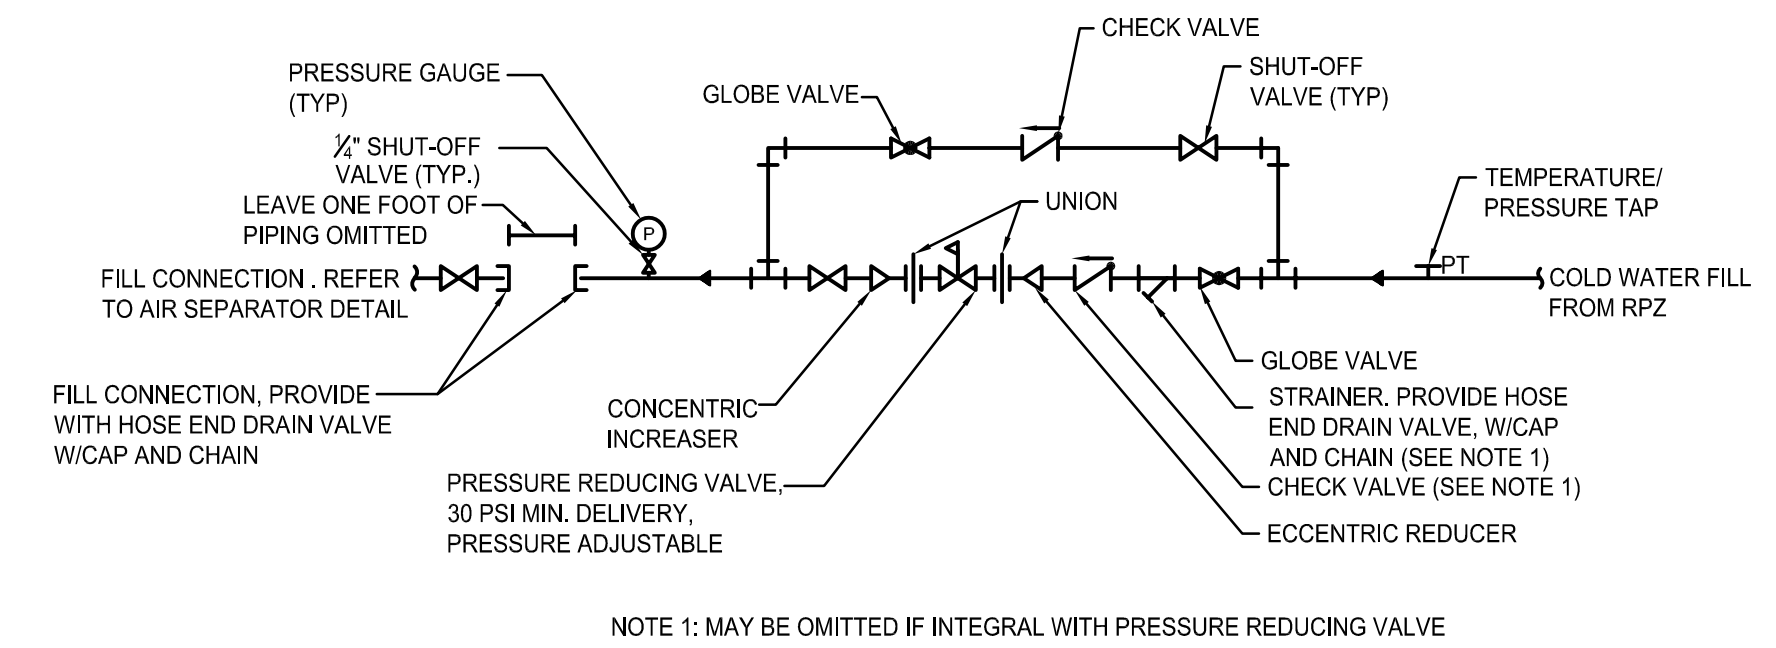 CHECK VALVE
PRESSURE GAUGE
(TYP)
GLOBE VALVE
SHUT-OFF
VALVE (TYP)
¼" SHUT-OFF
VALVE (TYP.)
TEMPERATURE/
PRESSURE TAP
LEAVE ONE FOOT OF
PIPING OMITTED
UNION
P
PT
FILL CONNECTION . REFER
TO AIR SEPARATOR DETAIL
COLD WATER FILL
FROM RPZ
FILL CONNECTION, PROVIDE
WITH HOSE END DRAIN VALVE
W/CAP AND CHAIN
CONCENTRIC
INCREASER
GLOBE VALVE
STRAINER. PROVIDE HOSE
END DRAIN VALVE, W/CAP
AND CHAIN (SEE NOTE 1)
CHECK VALVE (SEE NOTE 1)
PRESSURE REDUCING VALVE,
30 PSI MIN. DELIVERY,
PRESSURE ADJUSTABLE
ECCENTRIC REDUCER
NOTE 1: MAY BE OMITTED IF INTEGRAL WITH PRESSURE REDUCING VALVE